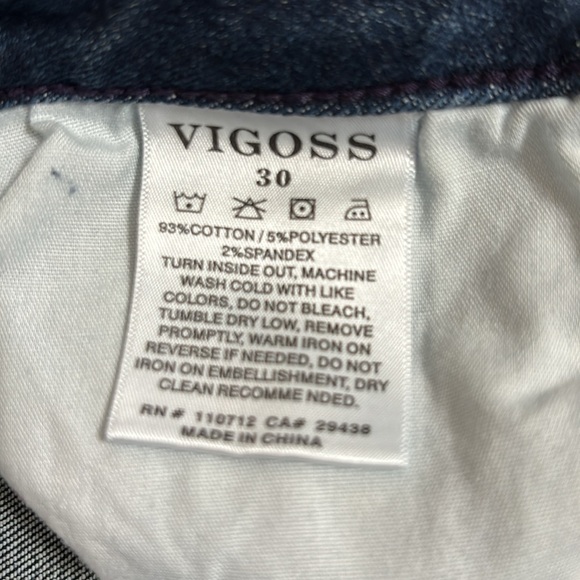 VIGOSS
30
93%COTTON/5%POLYESTER
2%SPANDEX
TURN INSIDE OUT, MACHINE
WASH COLD WITH LIKE
COLORS, DO NOT BLEACH,
TUMBLE DRY LOW, REMOVE
PROMPTLY, WARM IRON ON
REVERSE IF NEEDED, DO NOT
IRON ON EMBELLISHMENT, DRY
CLEAN RECOMME NDED.
RN# 116712 CA# 29438
MADE IN CHINA